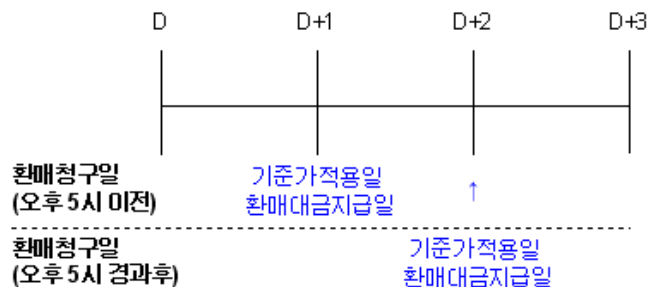 D D+1 D+2 D+3
환매청구일 기준가적용일
(오후 5시 이전) 환매대금지급일 ↑
환매청구일 기준가적용일
(오후 5시 경과후) 환매대금지급일